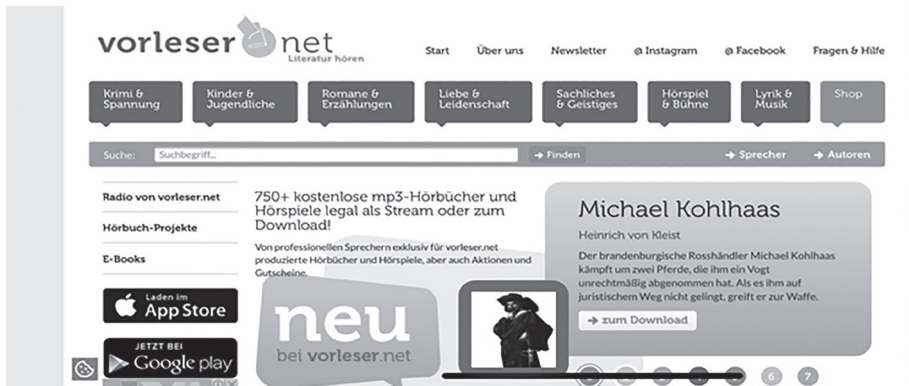 vorleser net
Literatur hören
Start Über uns Newsletter @ Instagram @ Facebook Fragen & Hilfe
Krimi &
Spannung
Kinder &
Jugendliche
Romane &
Erzählungen
Liebe &
Leidenschaft
Sachliches
& Geistiges
Hörspiel
& Bühne
Lyrik &
Musik
Shop
Suche: Suchbegriff... → Finden → Sprecher → Autoren
Radio von vorleser.net
Hörbuch-Projekte
E-Books
Laden im
App Store
JETZT BEI
Google play
750+ kostenlose mp3-Hörbücher und
Hörspiele legal als Stream oder zum
Download!
Von professionellen Sprechern exklusiv für vorleser.net
produzierte Hörbücher und Hörspiele, aber auch Aktionen und
Gutscheine.
neu
bei vorleser.net
Michael Kohlhaas
Heinrich von Kleist
Der brandenburgische Rosshändler Michael Kohlhaas
kämpft um zwei Pferde, die ihm ein Vogt
unrechtmäßig abgenommen hat. Als es ihm auf
juristischem Weg nicht gelingt, greift er zur Waffe.
→ zum Download
6 7